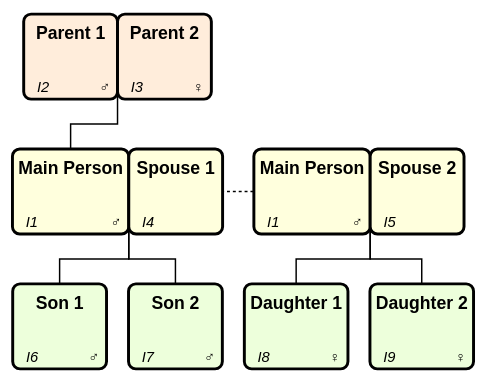 Parent 1 Parent 2
I2 ♂ I3 ♀
Main Person Spouse 1 Main Person Spouse 2
I1 ♂ I4 I1 ♂ I5
Son 1 Son 2 Daughter 1 Daughter 2
I6 ♂ I7 ♂ I8 ♀ I9 ♀